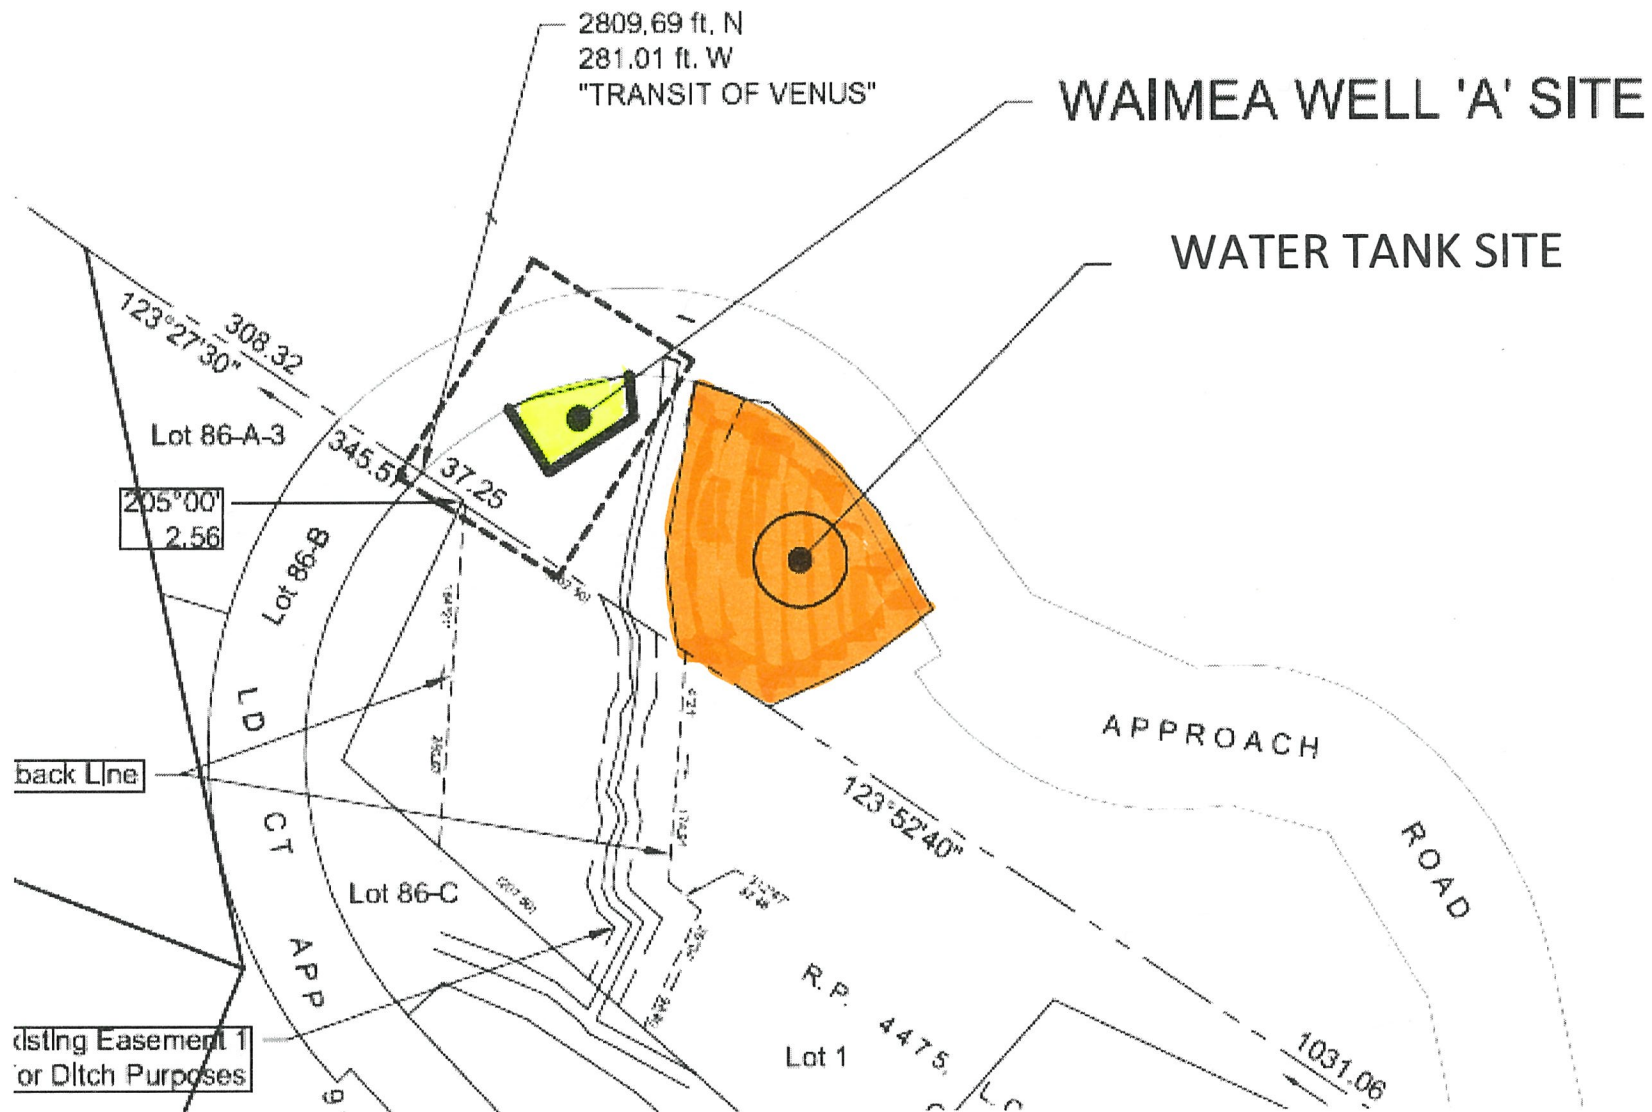 2809.69 ft. N
281.01 ft. W
"TRANSIT OF VENUS"
WAIMEA WELL 'A' SITE
WATER TANK SITE
308.32
123°27'30"
Lot 86-A-3
345.57
37.25
205°00'
2.56
Lot 86-B
LD CT APP
back Line
Lot 86-C
123°52'40"
APPROACH
ROAD
R.P. 4475,
Lot 1
1031.06
xisting Easement 1
or Ditch Purposes